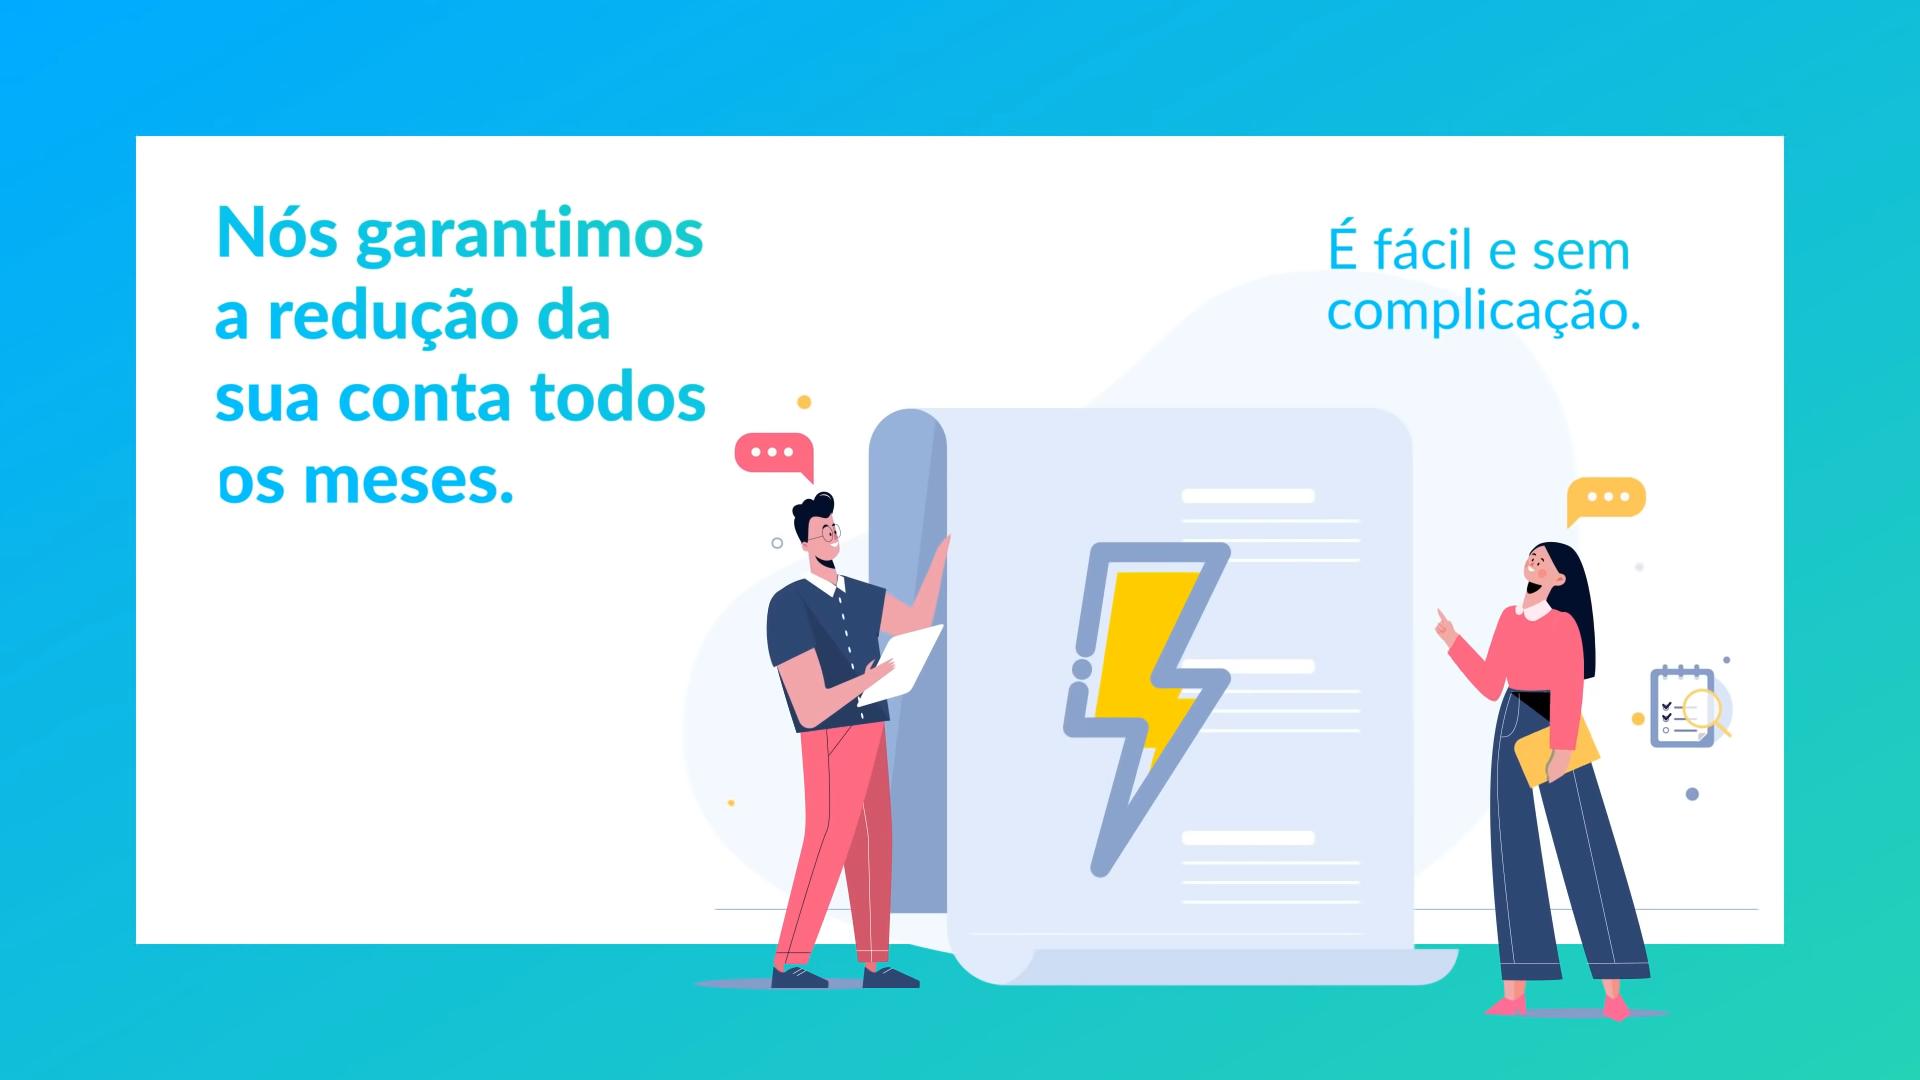 Nós garantimos
a redução da
sua conta todos
os meses.
É fácil e sem
complicação.